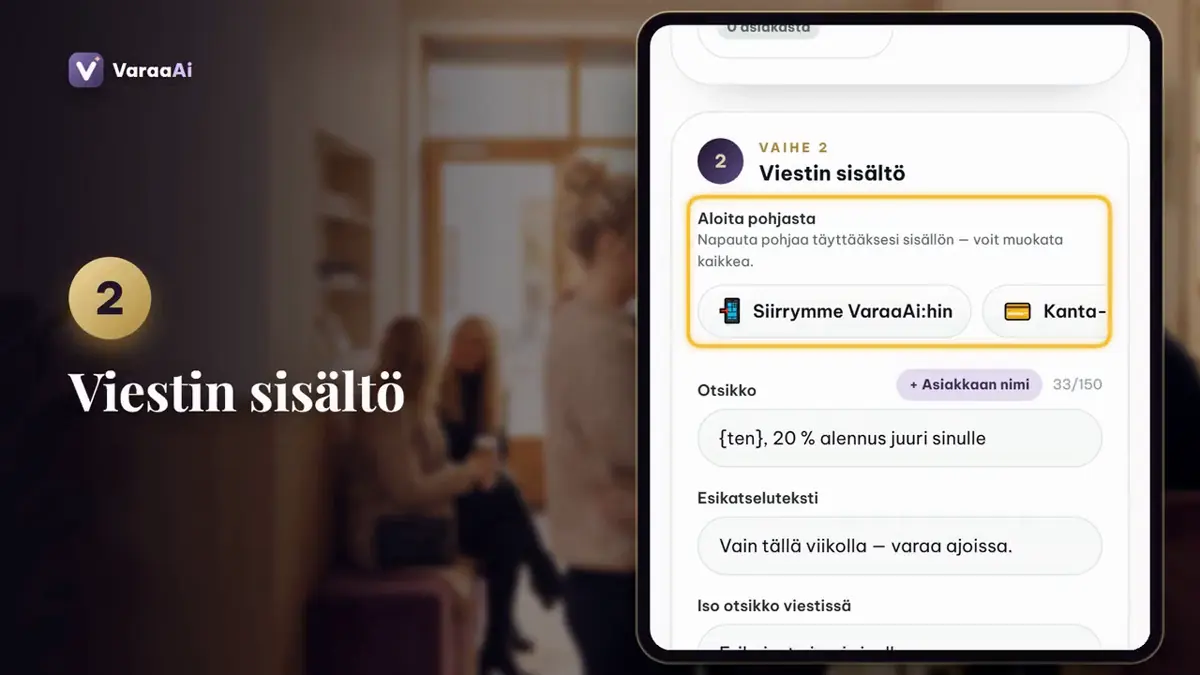 VaraaAi
2
Viestin sisältö
0 asiakasta
2
VAIHE 2
Viestin sisältö
Aloita pohjasta
Napauta pohjaa täyttääksesi sisällön — voit muokata
kaikkea.
Siirrymme VaraaAi:hin
Kanta-
Otsikko
+ Asiakkaan nimi
33/150
{ten}, 20 % alennus juuri sinulle
Esikatseluteksti
Vain tällä viikolla — varaa ajoissa.
Iso otsikko viestissä